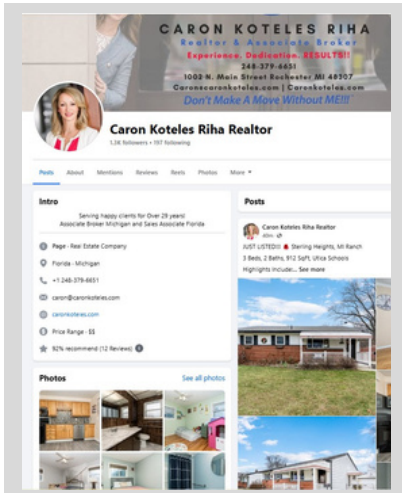 CARON KOTELES RIHA
Realtor & Associate Broker
Experience. Dedication. RESULTS!!
248-379-6651
1002 N. Main Street Rochester MI 48307
Caron@caronkoteles.com | Caronkoteles.com
Don't Make A Move Without ME!!!
Caron Koteles Riha Realtor
1.3K followers • 197 following
Posts About Mentions Reviews Reels Photos More
Intro
Serving happy clients for Over 29 years!
Associate Broker Michigan and Sales Associate Florida
Page · Real Estate Company
Florida - Michigan
+1 248-379-6651
caron@caronkoteles.com
caronkoteles.com
Price Range · $$
92% recommend (12 Reviews)
Photos
See all photos
Posts
Caron Koteles Riha Realtor
JUST LISTED!! Sterling Heights, MI Ranch
3 Beds, 2 Baths, 912 Sqft, Utica Schools
Highlights Include:... See more